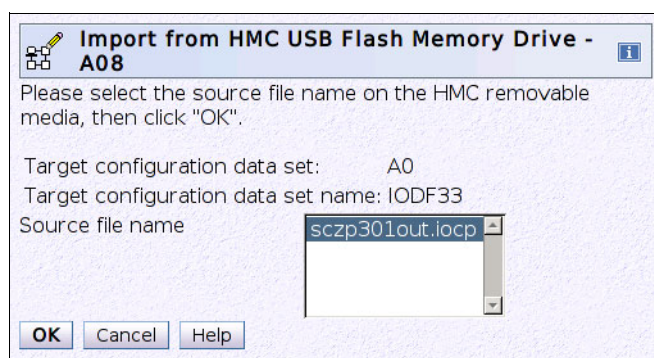 Import from HMC USB Flash Memory Drive -
A08
i
Please select the source file name on the HMC removable
media, then click "OK".
Target configuration data set: A0
Target configuration data set name: IODF33
Source file name
sczp301out.iocp
OK Cancel Help